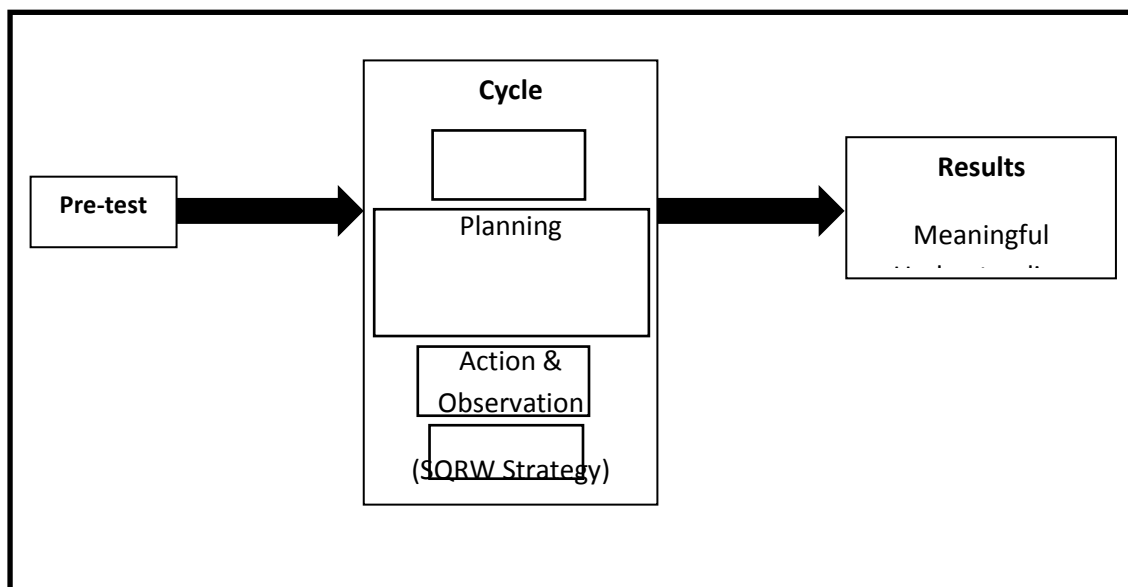 Pre-test
Cycle
Planning
Action &
Observation
(SQRW Strategy)
Results
Meaningful